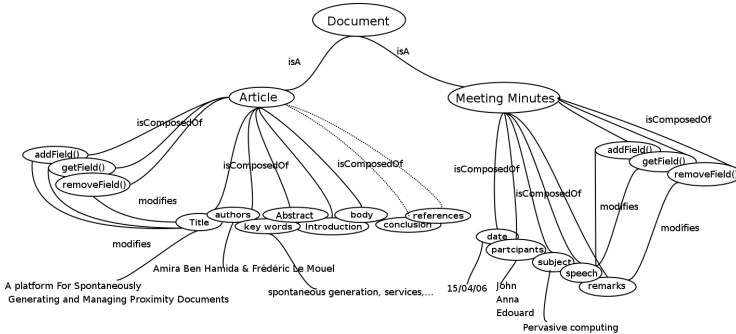 Document
isA
isA
Article
Meeting Minutes
isComposedOf
isComposedOf
addField()
getField()
removeField()
isComposedOf
isComposedOf
isComposedOf
isComposedOf
addField()
getField()
removeField()
modifies
modifies
modifies
modifies
Title
authors
key words
Abstract
Introduction
body
conclusion
references
date
partcipants
subject
speech
remarks
A platform For Spontaneously
Generating and Managing Proximity Documents
Amira Ben Hamida & Frédéric Le Mouel
spontaneous generation, services,...
15/04/06
John
Anna
Edouard
Pervasive computing